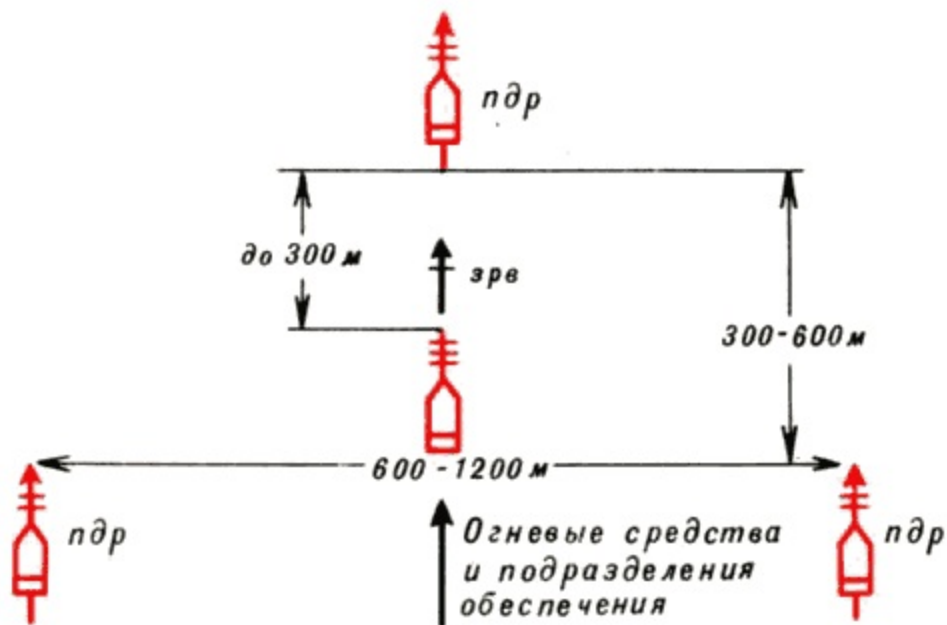 пдр
до 300 м
зрв
300-600 м
600 - 1200 м
пдр
Огневые средства
и подразделения
обеспечения
пдр